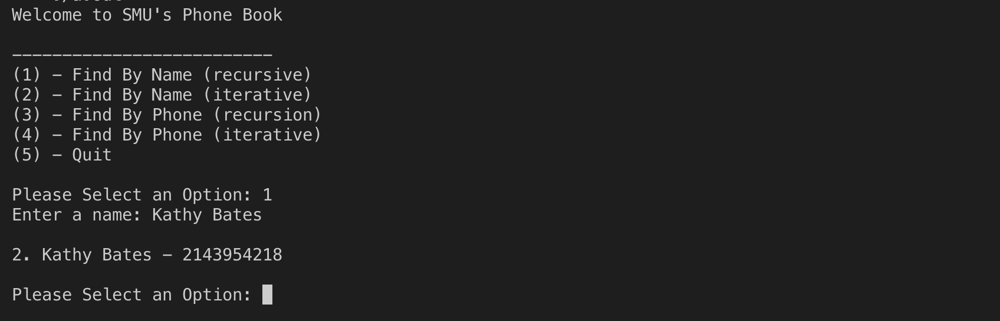 Welcome to SMU's Phone Book
--------------------------
(1) - Find By Name (recursive)
(2) - Find By Name (iterative)
(3) - Find By Phone (recursion)
(4) - Find By Phone (iterative)
(5) - Quit
Please Select an Option: 1
Enter a name: Kathy Bates
2. Kathy Bates - 2143954218
Please Select an Option: